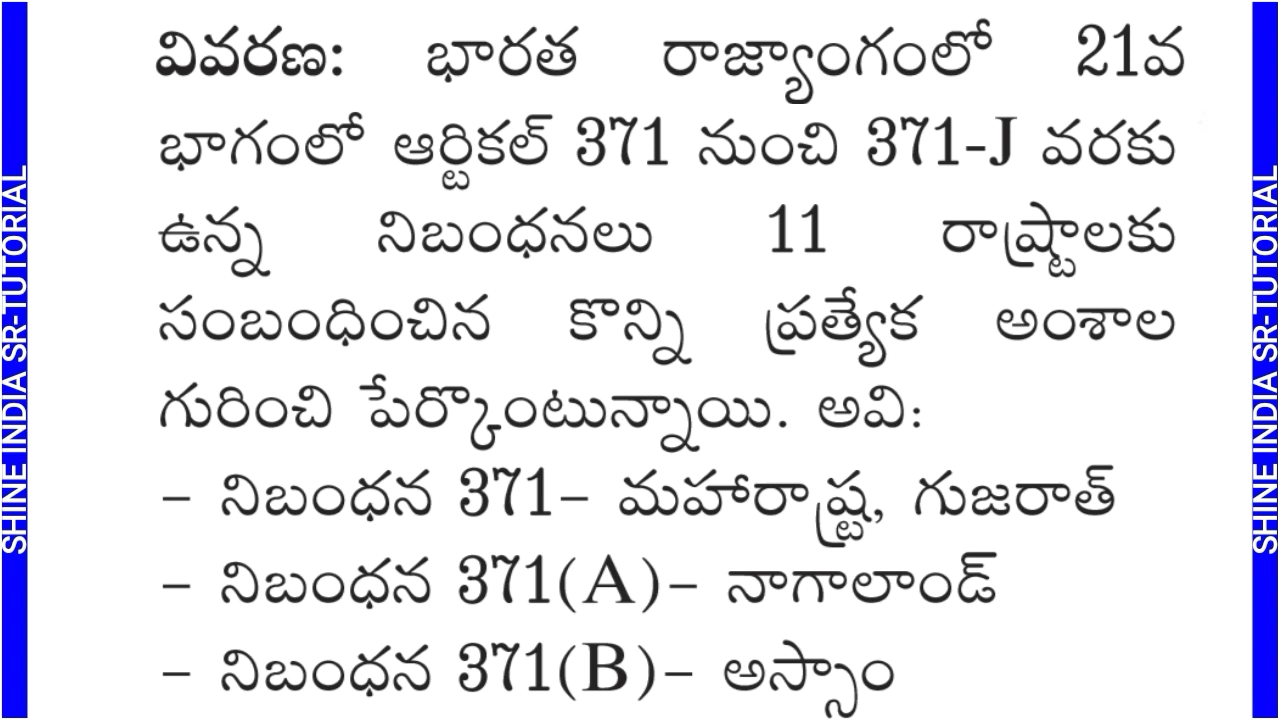 వివరణ: భారత రాజ్యాంగంలో 21వ
భాగంలో ఆర్టికల్ 371 నుంచి 371-J వరకు
ఉన్న నిబంధనలు 11 రాష్ట్రాలకు
సంబంధించిన కొన్ని ప్రత్యేక అంశాల
గురించి పేర్కొంటున్నాయి. అవి:
– నిబంధన 371– మహారాష్ట్ర, గుజరాత్
– నిబంధన 371(A)– నాగాలాండ్
– నిబంధన 371(B)– అస్సాం
SHINE INDIA SR-TUTORIAL
SHINE INDIA SR-TUTORIAL